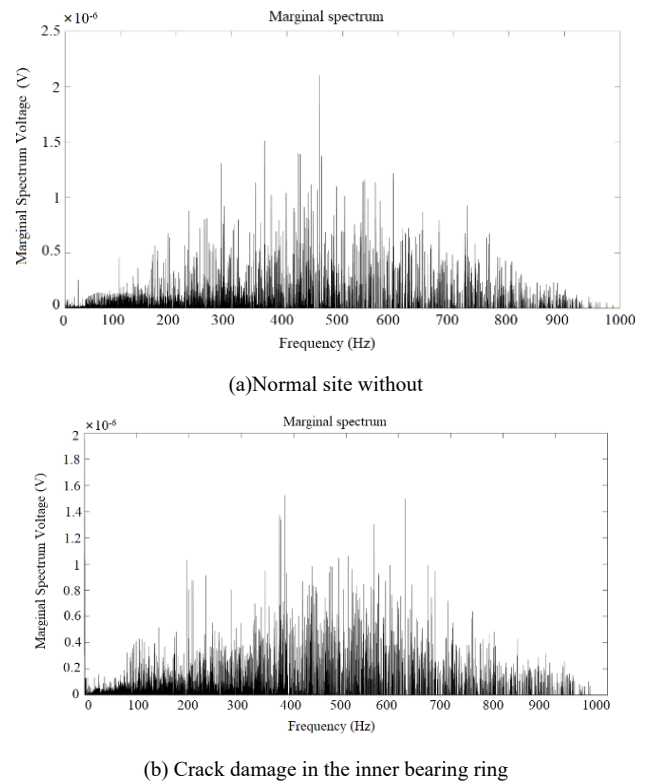 ×10⁻⁶
Marginal spectrum
2.5
2
1.5
1
0.5
0
Marginal Spectrum Voltage (V)
0 100 200 300 400 500 600 700 800 900 1000
Frequency (Hz)
(a)Normal site without
×10⁻⁶
Marginal spectrum
2
1.8
1.6
1.4
1.2
1
0.8
0.6
0.4
0.2
0
Marginal Spectrum Voltage (V)
0 100 200 300 400 500 600 700 800 900 1000
Frequency (Hz)
(b) Crack damage in the inner bearing ring